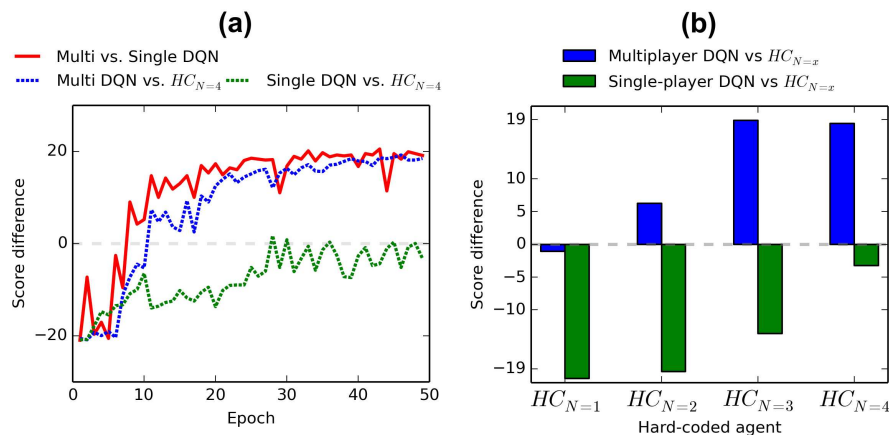 (a)
Multi vs. Single DQN
Multi DQN vs. HC_{N=4}
Single DQN vs. HC_{N=4}
Score difference
20
0
−20
0
10
20
30
40
50
Epoch
(b)
Multiplayer DQN vs HC_{N=x}
Single-player DQN vs HC_{N=x}
Score difference
19
10
5
0
−5
−10
−19
HC_{N=1}
HC_{N=2}
HC_{N=3}
HC_{N=4}
Hard-coded agent